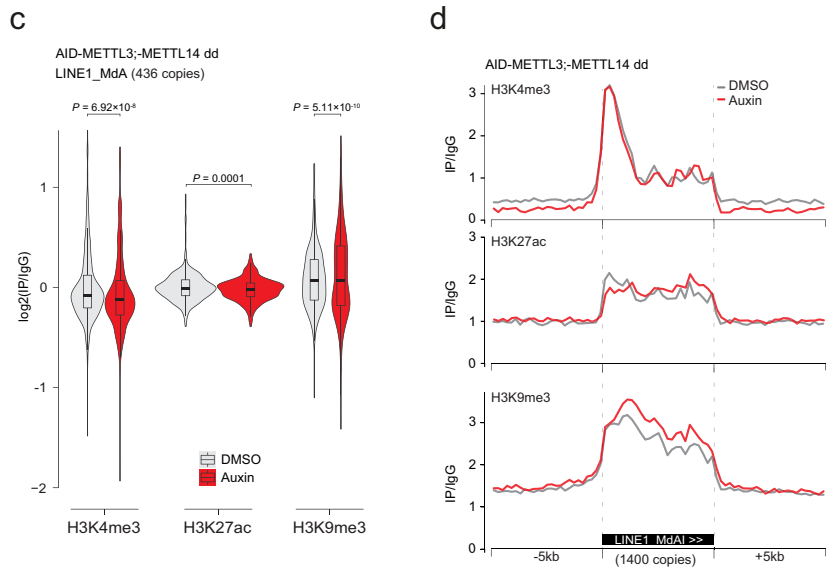 c
AID-METTL3;-METTL14 dd
LINE1_MdA (436 copies)
P = 6.92×10-8
P = 0.0001
P = 5.11×10-10
log2(IP/IgG)
1
0
-1
−2
DMSO
Auxin
H3K4me3
H3K27ac
H3K9me3
d
AID-METTL3;-METTL14 dd
H3K4me3
DMSO
Auxin
IP/IgG
3
2
1
0
H3K27ac
IP/IgG
3
2
1
0
H3K9me3
IP/IgG
3
2
1
0
LINE1_MdAI >>
-5kb
(1400 copies)
+5kb